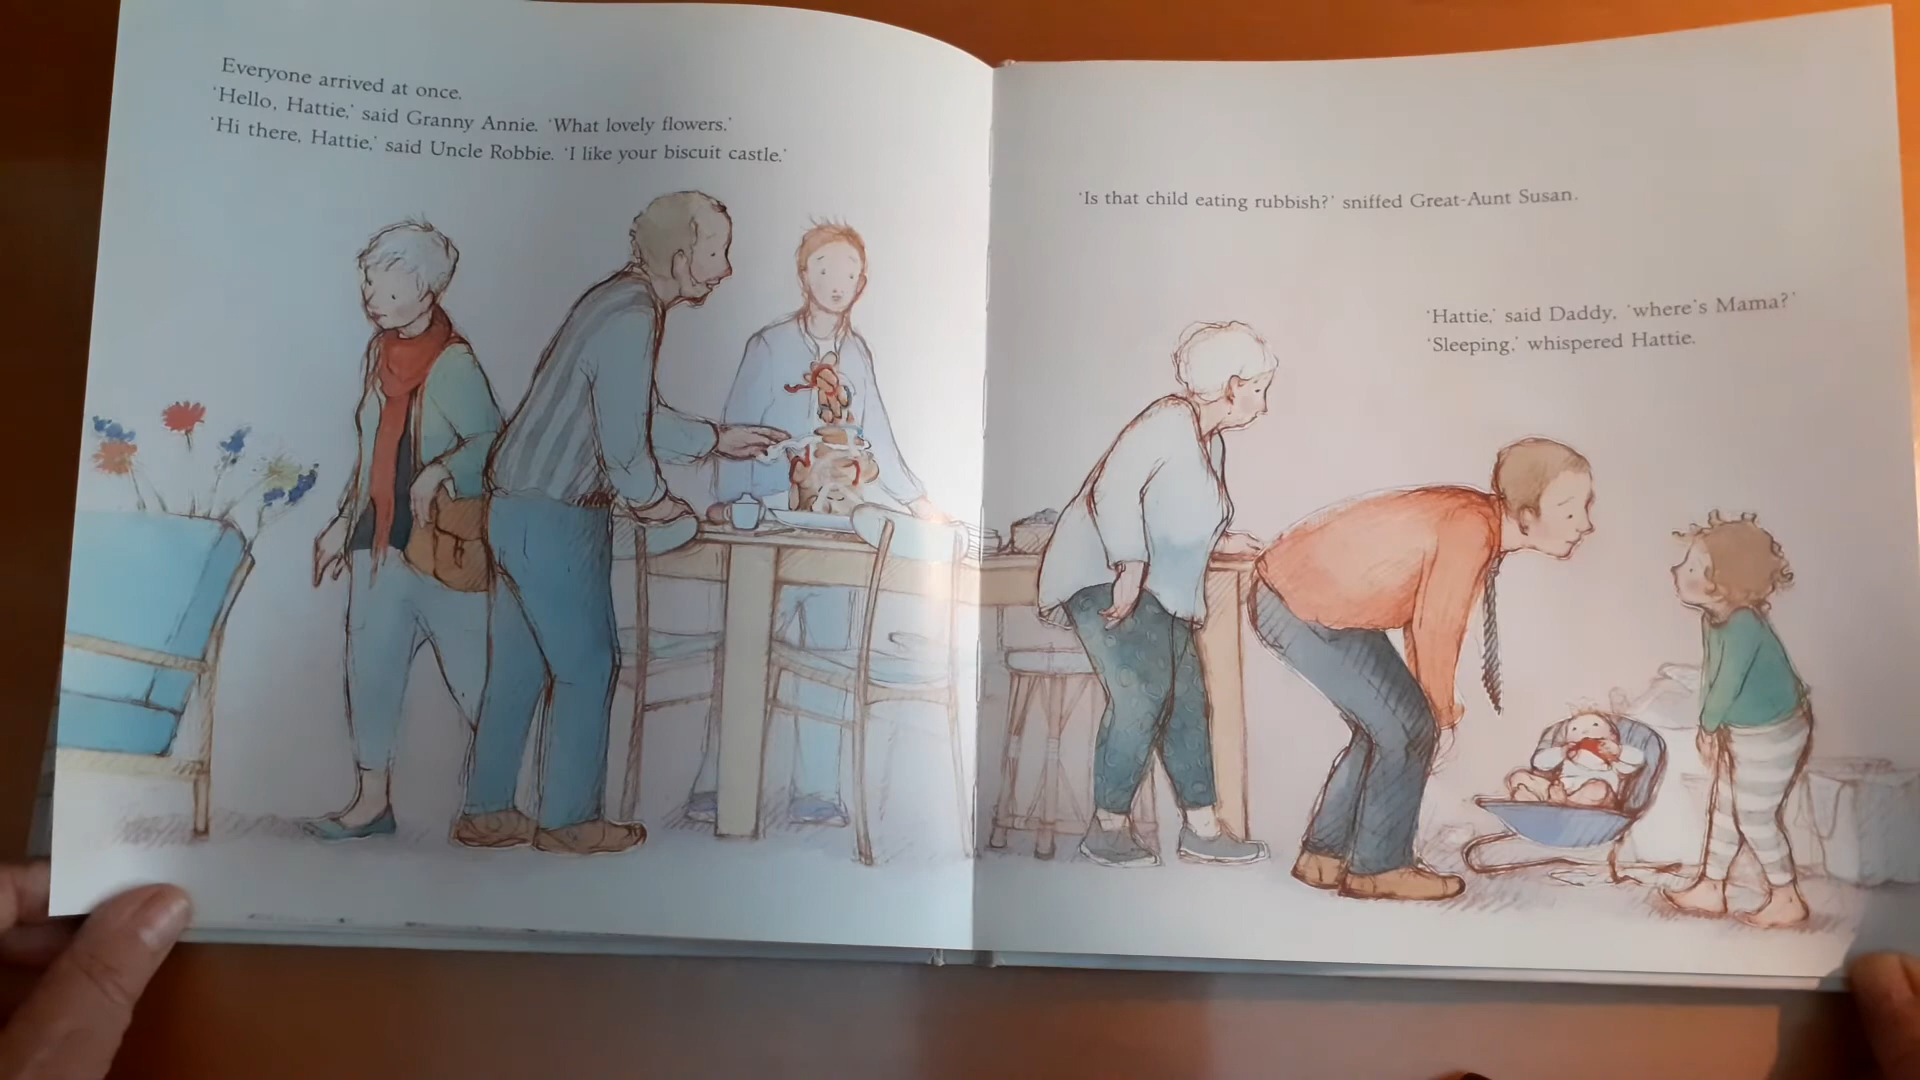 Everyone arrived at once.
‘Hello, Hattie,’ said Granny Annie. ‘What lovely flowers.’
‘Hi there, Hattie,’ said Uncle Robbie. ‘I like your biscuit castle.’
‘Is that child eating rubbish?’ sniffed Great-Aunt Susan.
‘Hattie,’ said Daddy, ‘where’s Mama?’
‘Sleeping,’ whispered Hattie.